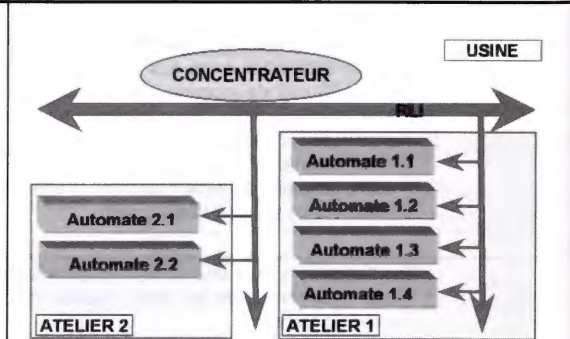 USINE
CONCENTRATEUR
RLI
Automate 1.1
Automate 1.2
Automate 1.3
Automate 1.4
ATELIER 1
Automate 2.1
Automate 2.2
ATELIER 2